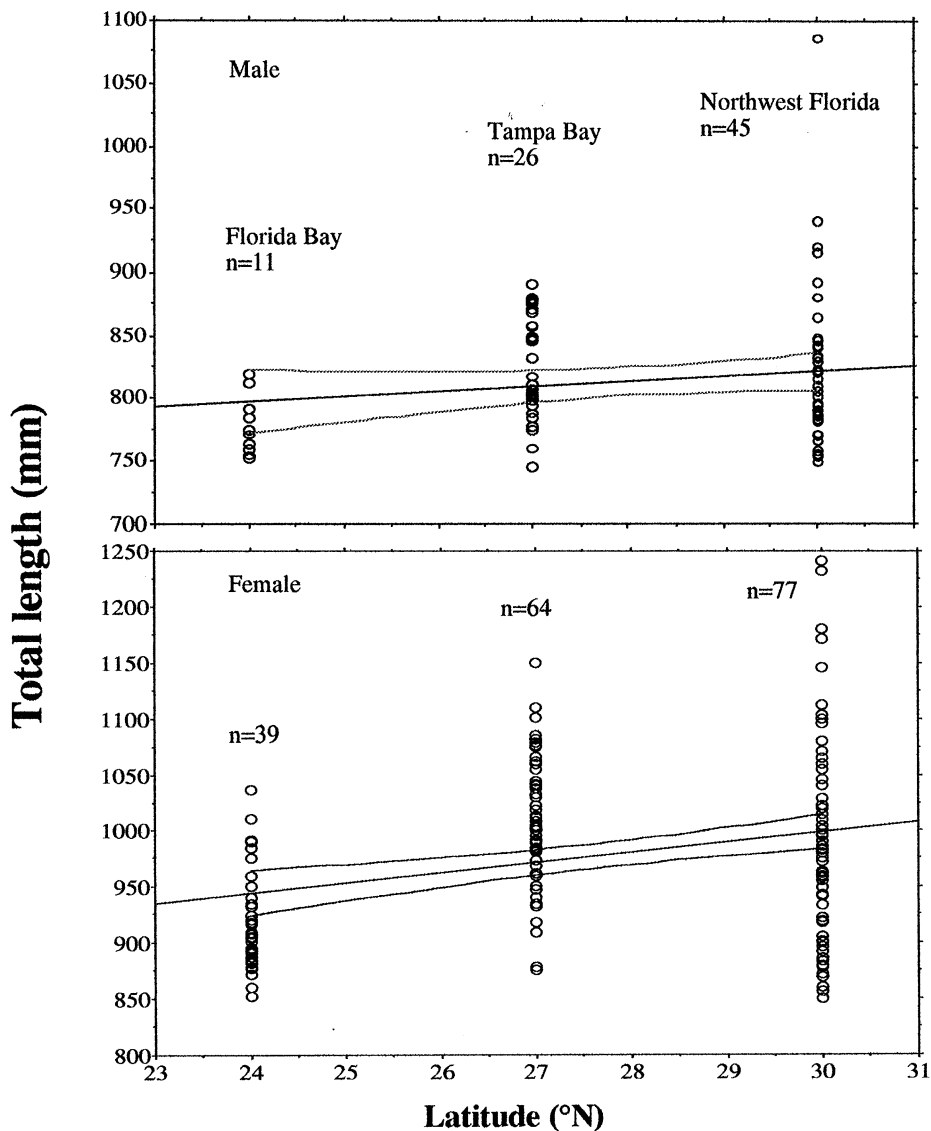 Total length (mm)
1100
1050
1000
950
900
850
800
750
700
Male
Florida Bay
n=11
Tampa Bay
n=26
Northwest Florida
n=45
1250
1200
1150
1100
1050
1000
950
900
850
800
Female
n=39
n=64
n=77
23 24 25 26 27 28 29 30 31
Latitude (°N)